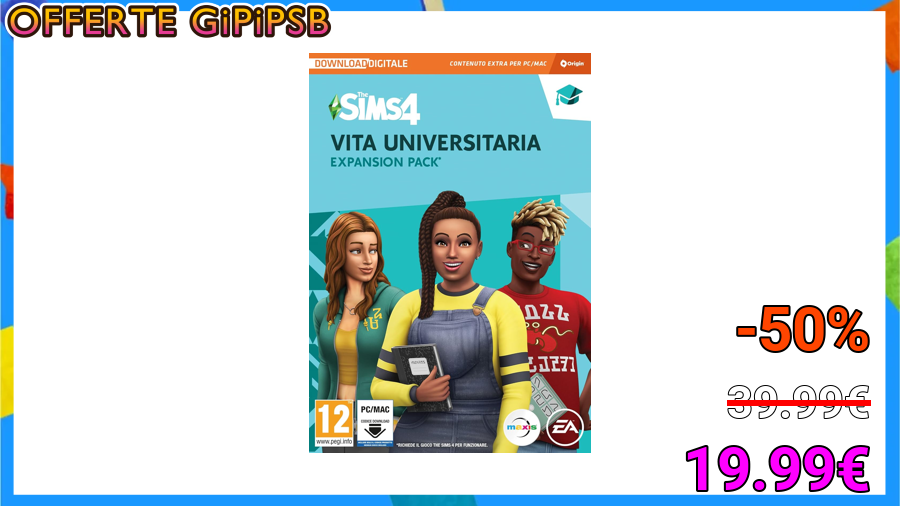 OFFERTE GiPiPSB
DOWNLOAD DIGITALE
CONTENUTO EXTRA PER PC/MAC
Origin
The
SIMS4
VITA UNIVERSITARIA
EXPANSION PACK*
12
www.pegi.info
PC/MAC
CODICE DOWNLOAD
maxis
EA
*RICHIEDE IL GIOCO THE SIMS 4 PER FUNZIONARE.
-50%
39.99€
19.99€